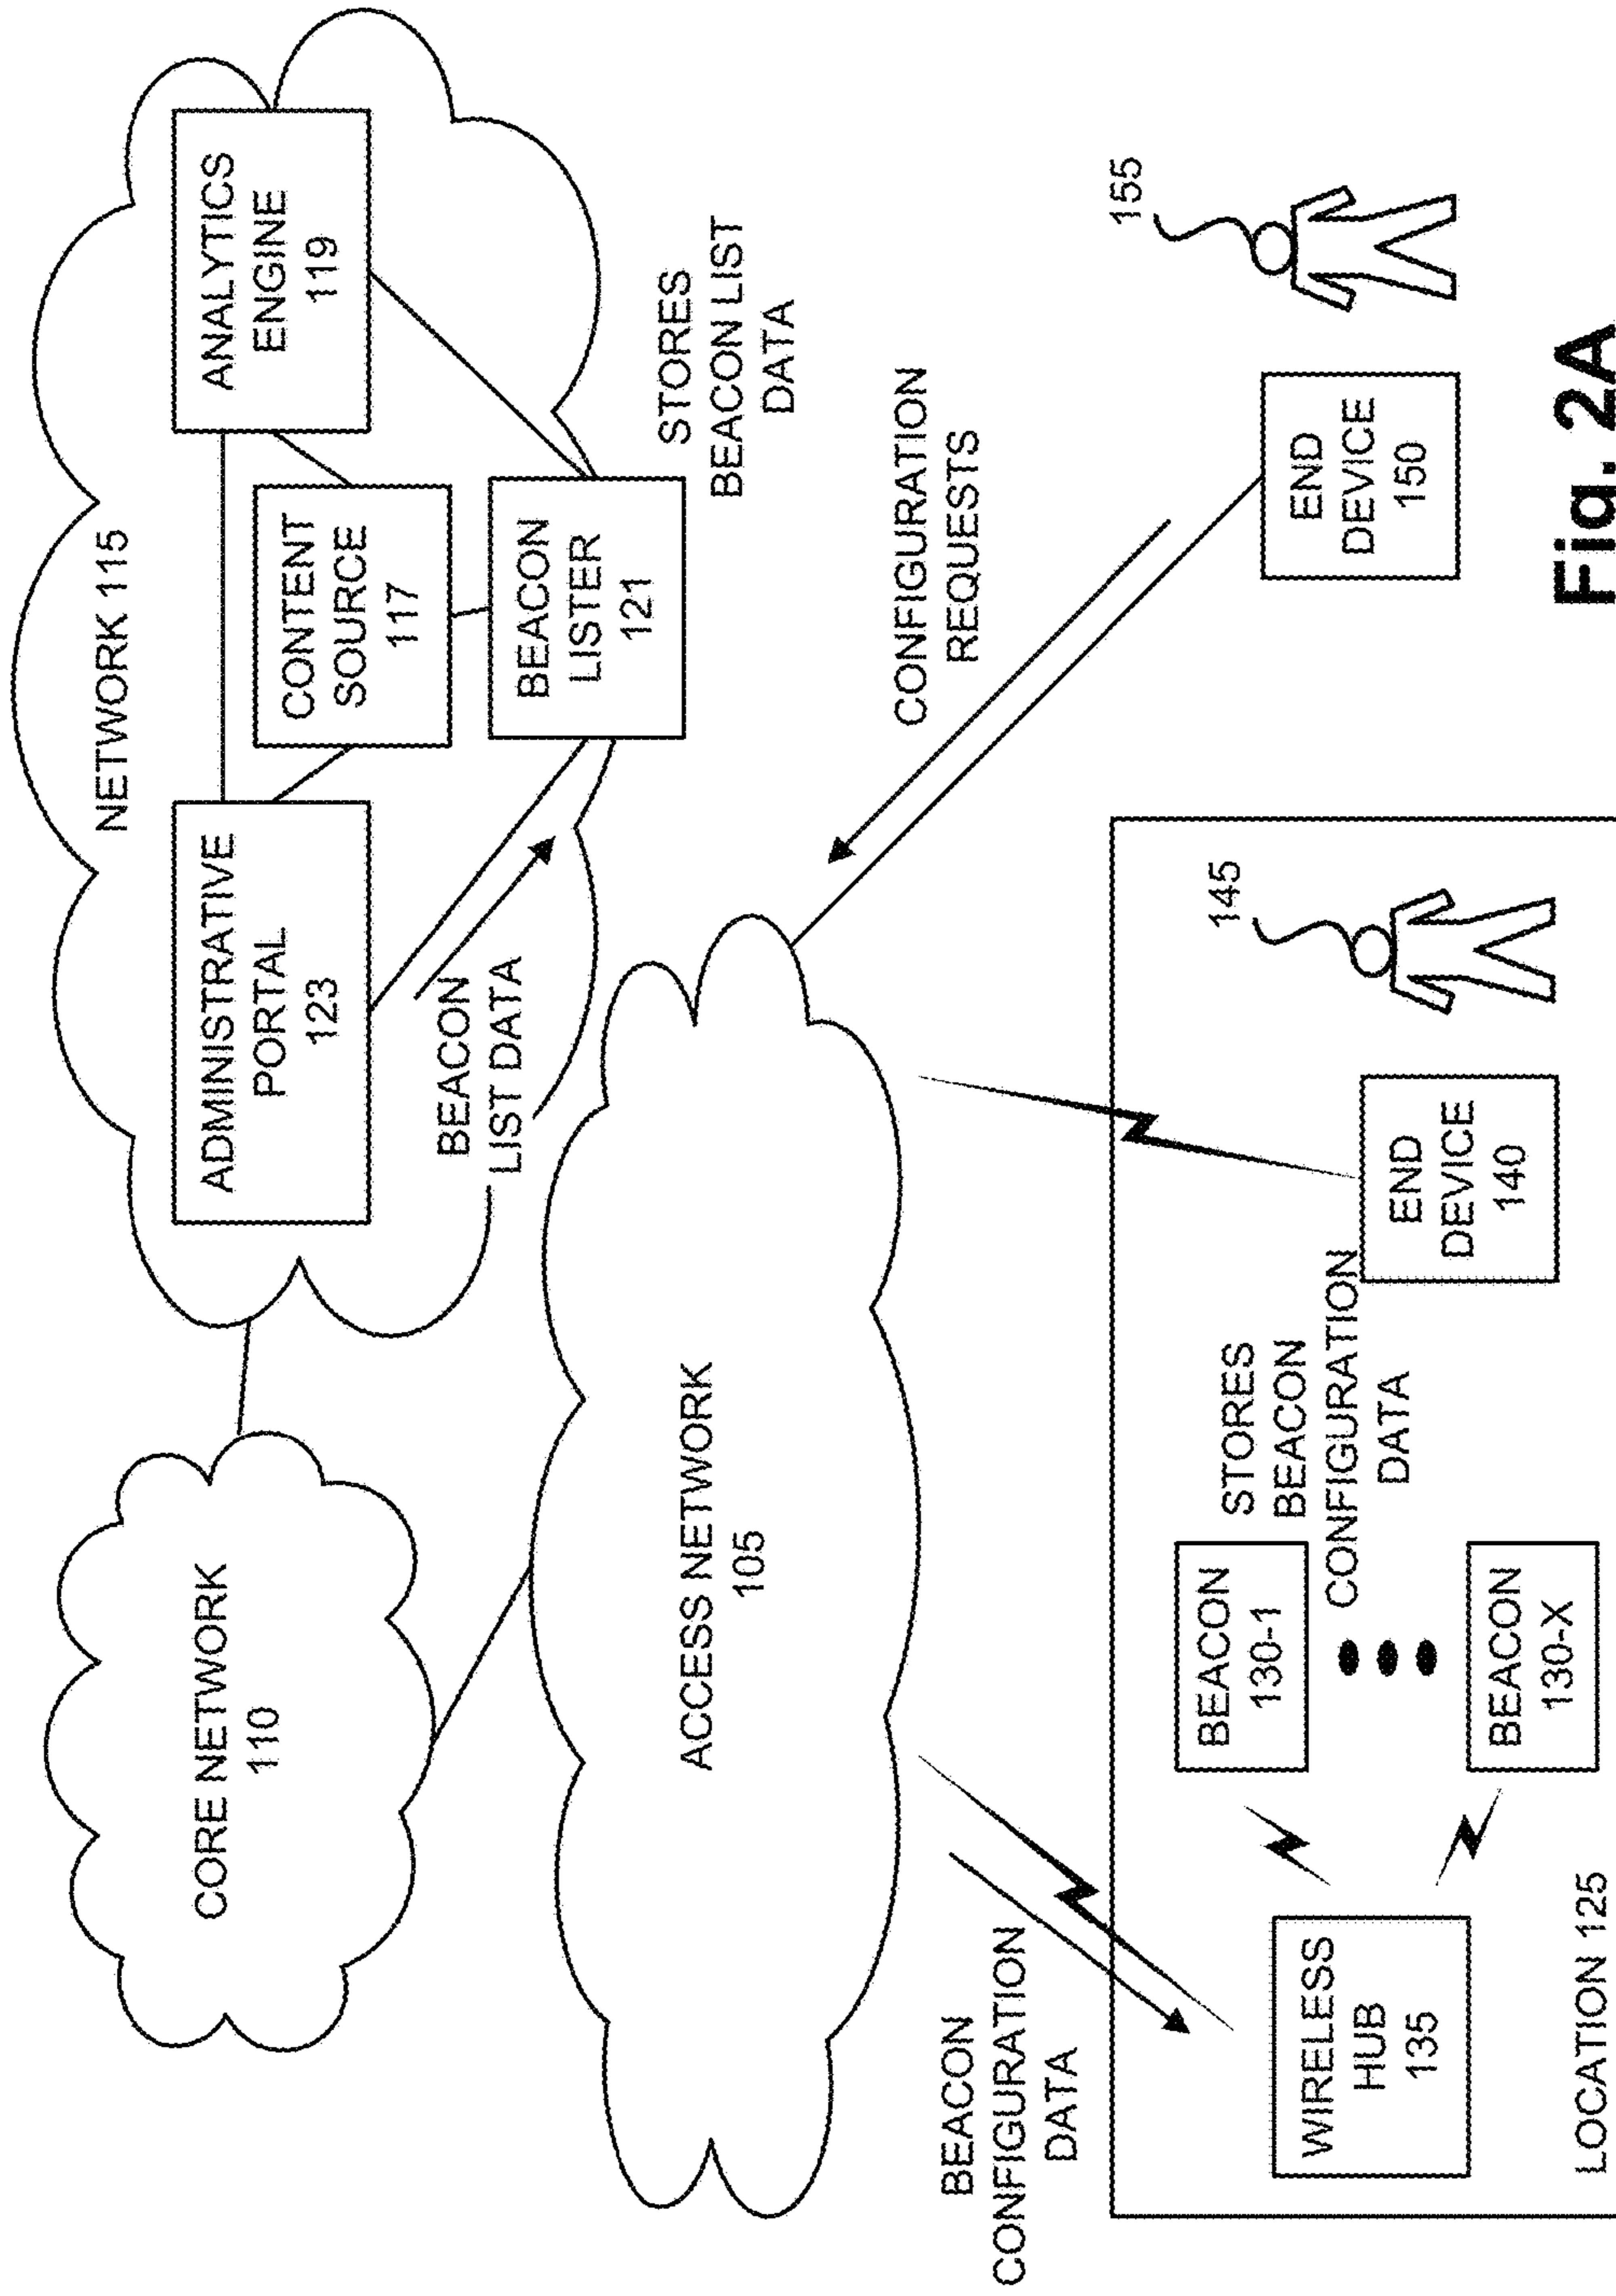 CORE NETWORK
110
NETWORK 115
ADMINISTRATIVE
PORTAL
123
ANALYTICS
ENGINE
119
CONTENT
SOURCE
117
BEACON
LISTER
121
BEACON
LIST DATA
STORES
BEACON LIST
DATA
ACCESS NETWORK
105
CONFIGURATION
REQUESTS
BEACON
CONFIGURATION
DATA
WIRELESS
HUB
135
BEACON
130-1
BEACON
130-X
STORES
BEACON
CONFIGURATION
DATA
END
DEVICE
140
145
LOCATION 125
END
DEVICE
150
155
Fig. 2A